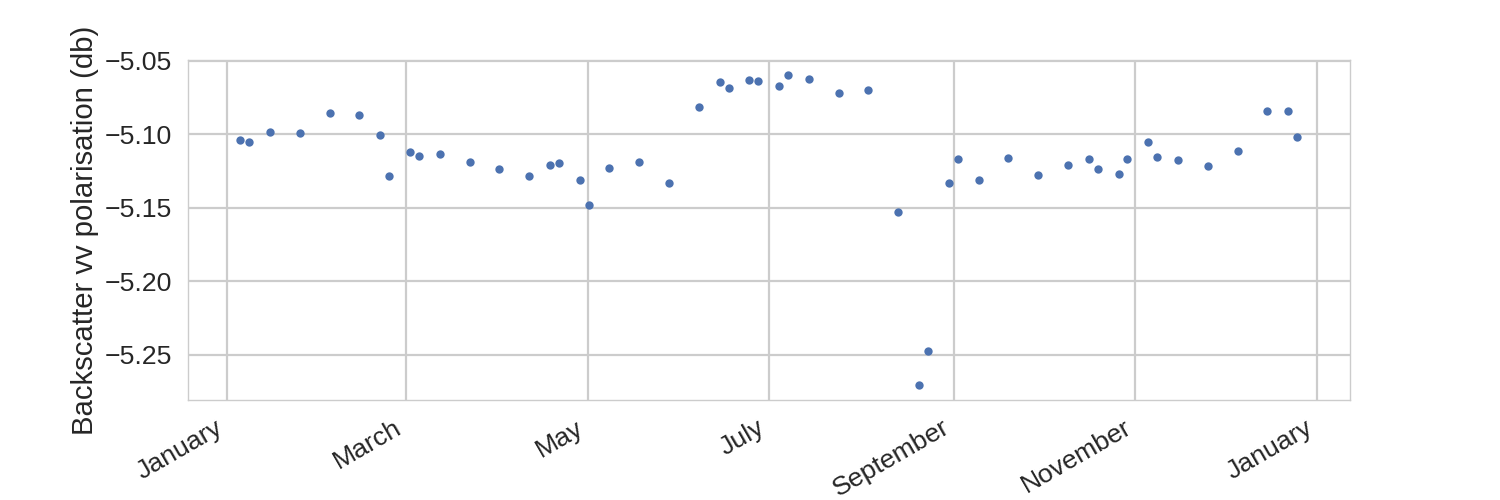 Backscatter vv polarisation (db)
−5.05
−5.10
−5.15
−5.20
−5.25
January
March
May
July
September
November
January